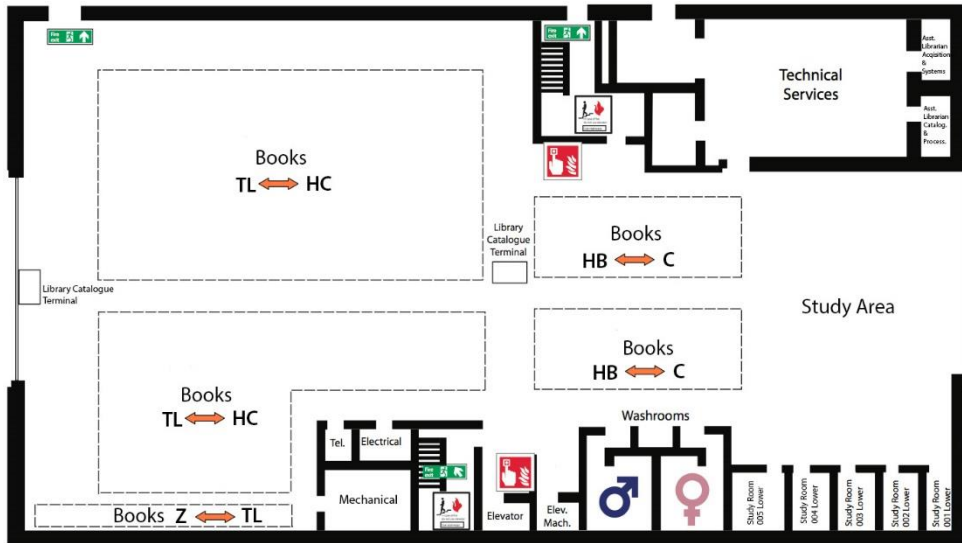 Fire
exit
Fire
exit
Asst.
Librarian
Acqisition
&
Systems
Technical
Services
Asst.
Librarian
Catalog.
&
Process.
Books
TL HC
Library
Catalogue
Terminal
Books
HB C
Library Catalogue
Terminal
Study Area
Books
HB C
Books
TL HC
Washrooms
Tel.
Electrical
Fire
exit
Mechanical
Elevator
Elev.
Mach.
Study Room
005 Lower
Study Room
004 Lower
Study Room
003 Lower
Study Room
002 Lower
Study Room
001 Lower
Books Z TL